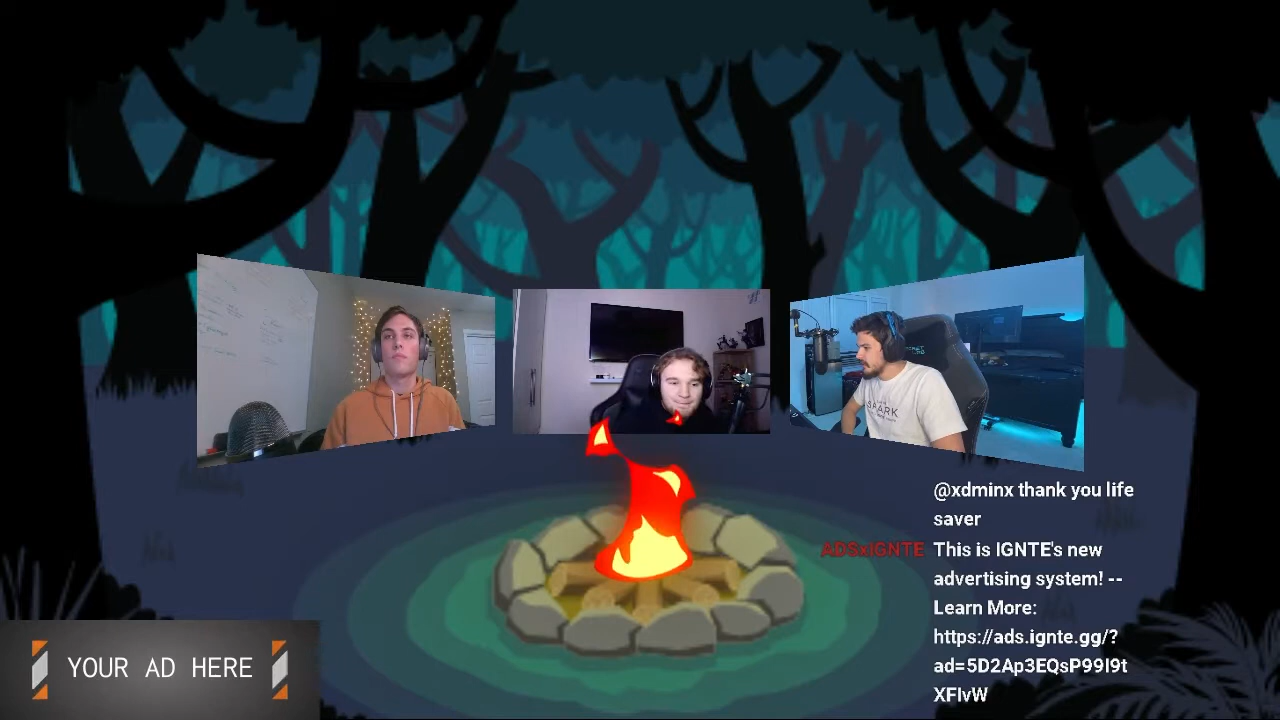 SPARK
@xdminx thank you life
saver
ADSxIGNTE This is IGNTE's new
advertising system! --
Learn More:
https://ads.ignte.gg/?
ad=5D2Ap3EQsP99I9t
XFIvW
YOUR AD HERE